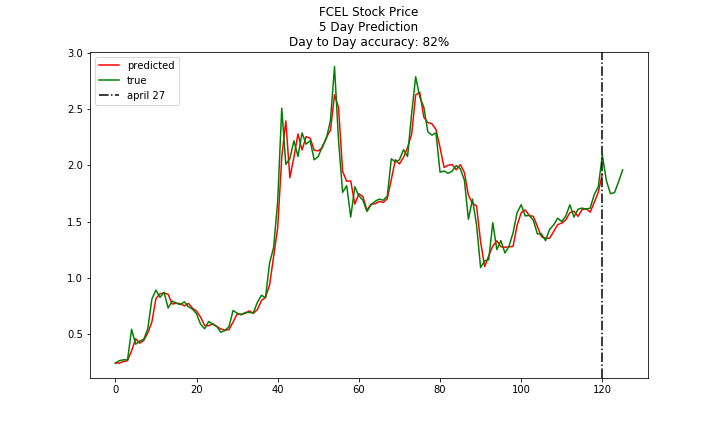 FCEL Stock Price
5 Day Prediction
Day to Day accuracy: 82%
predicted
true
april 27
3.0
2.5
2.0
1.5
1.0
0.5
0 20 40 60 80 100 120